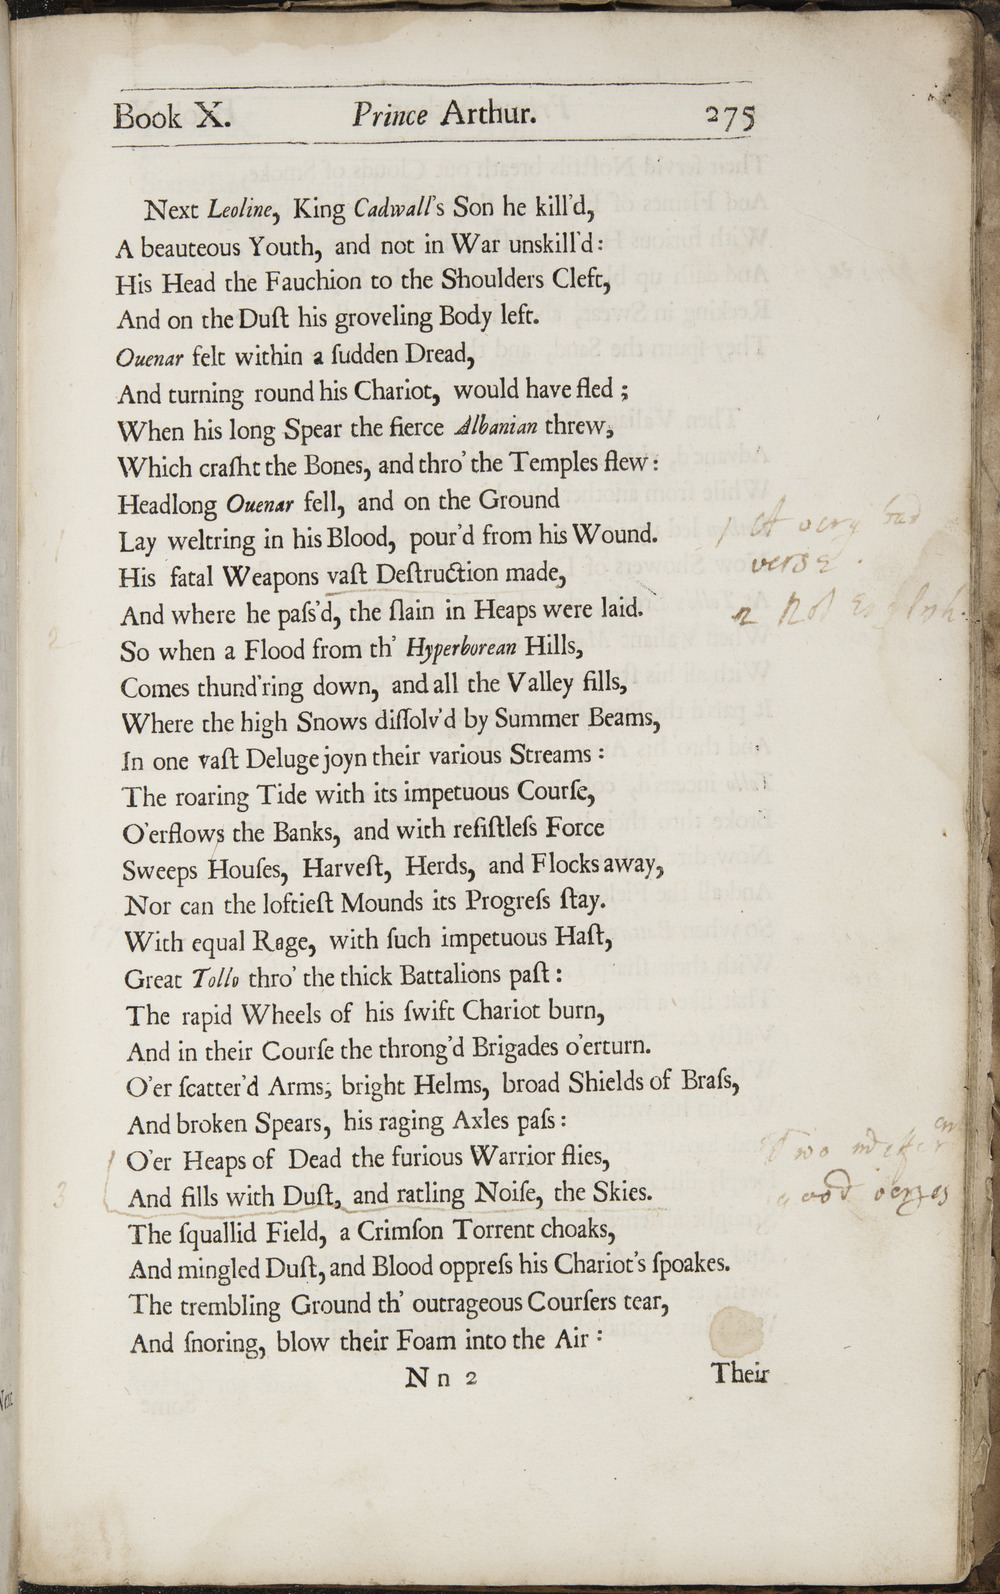 Book X. Prince Arthur. 275
Next Leoline, King Cadwall's Son he kill'd,
A beauteous Youth, and not in War unskill'd:
His Head the Fauchion to the Shoulders Cleft,
And on the Duſt his groveling Body left.
Ouenar felt within a ſudden Dread,
And turning round his Chariot, would have fled ;
When his long Spear the fierce Albanian threw,
Which craſht the Bones, and thro' the Temples flew:
Headlong Ouenar fell, and on the Ground
Lay weltring in his Blood, pour'd from his Wound.
1 A very bad
1
verse.
His fatal Weapons vaſt Deſtruction made,
And where he paſs'd, the ſlain in Heaps were laid.
2 Not English.
2
So when a Flood from th' Hyperborean Hills,
Comes thund'ring down, and all the Valley fills,
Where the high Snows diſſolv'd by Summer Beams,
In one vaſt Deluge joyn their various Streams :
The roaring Tide with its impetuous Courſe,
O'erflows the Banks, and with reſiſtleſs Force
Sweeps Houſes, Harveſt, Herds, and Flocks away,
Nor can the loftieſt Mounds its Progreſs ſtay.
With equal Rage, with ſuch impetuous Haſt,
Great Tollo thro' the thick Battalions paſt :
The rapid Wheels of his ſwift Chariot burn,
And in their Courſe the throng'd Brigades o'erturn.
O'er ſcatter'd Arms, bright Helms, broad Shields of Braſs,
And broken Spears, his raging Axles paſs :
O'er Heaps of Dead the furious Warrior flies,
Two
3
And fills with Duſt, and ratling Noiſe, the Skies.
good verses
The ſquallid Field, a Crimſon Torrent choaks,
And mingled Duſt, and Blood oppreſs his Chariot's ſpoakes.
The trembling Ground th' outrageous Courſers tear,
And ſnoring, blow their Foam into the Air :
N n 2 Their